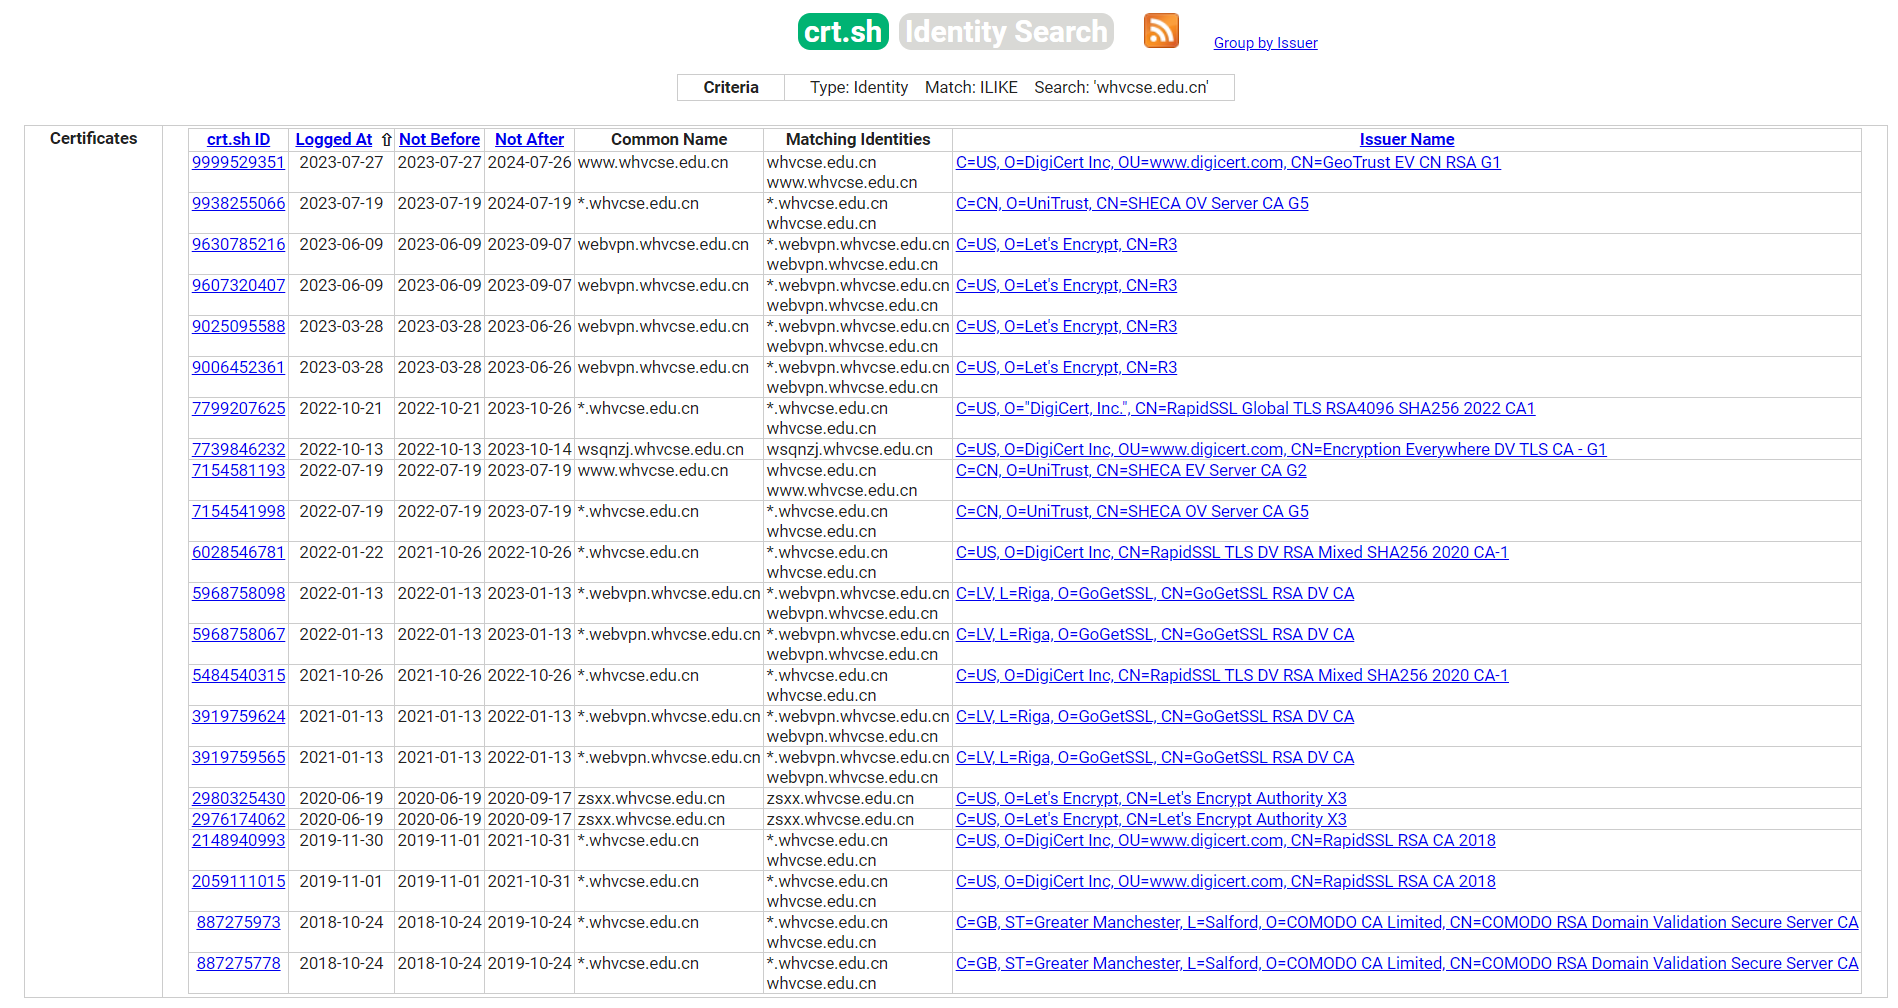 crt.sh Identity Search Group by Issuer
Criteria Type: Identity Match: ILIKE Search: 'whvcse.edu.cn'
Certificates crt.sh ID Logged At ⇧ Not Before Not After Common Name Matching Identities Issuer Name
9999529351 2023-07-27 2023-07-27 2024-07-26 www.whvcse.edu.cn whvcse.edu.cn C=US, O=DigiCert Inc, OU=www.digicert.com, CN=GeoTrust EV CN RSA G1
www.whvcse.edu.cn
9938255066 2023-07-19 2023-07-19 2024-07-19 *.whvcse.edu.cn *.whvcse.edu.cn C=CN, O=UniTrust, CN=SHECA OV Server CA G5
whvcse.edu.cn
9630785216 2023-06-09 2023-06-09 2023-09-07 webvpn.whvcse.edu.cn *.webvpn.whvcse.edu.cn C=US, O=Let's Encrypt, CN=R3
webvpn.whvcse.edu.cn
9607320407 2023-06-09 2023-06-09 2023-09-07 webvpn.whvcse.edu.cn *.webvpn.whvcse.edu.cn C=US, O=Let's Encrypt, CN=R3
webvpn.whvcse.edu.cn
9025095588 2023-03-28 2023-03-28 2023-06-26 webvpn.whvcse.edu.cn *.webvpn.whvcse.edu.cn C=US, O=Let's Encrypt, CN=R3
webvpn.whvcse.edu.cn
9006452361 2023-03-28 2023-03-28 2023-06-26 webvpn.whvcse.edu.cn *.webvpn.whvcse.edu.cn C=US, O=Let's Encrypt, CN=R3
webvpn.whvcse.edu.cn
7799207625 2022-10-21 2022-10-21 2023-10-26 *.whvcse.edu.cn *.whvcse.edu.cn C=US, O="DigiCert, Inc.", CN=RapidSSL Global TLS RSA4096 SHA256 2022 CA1
whvcse.edu.cn
7739846232 2022-10-13 2022-10-13 2023-10-14 wsqnzj.whvcse.edu.cn wsqnzj.whvcse.edu.cn C=US, O=DigiCert Inc, OU=www.digicert.com, CN=Encryption Everywhere DV TLS CA - G1
7154581193 2022-07-19 2022-07-19 2023-07-19 www.whvcse.edu.cn whvcse.edu.cn C=CN, O=UniTrust, CN=SHECA EV Server CA G2
www.whvcse.edu.cn
7154541998 2022-07-19 2022-07-19 2023-07-19 *.whvcse.edu.cn *.whvcse.edu.cn C=CN, O=UniTrust, CN=SHECA OV Server CA G5
whvcse.edu.cn
6028546781 2022-01-22 2021-10-26 2022-10-26 *.whvcse.edu.cn *.whvcse.edu.cn C=US, O=DigiCert Inc, CN=RapidSSL TLS DV RSA Mixed SHA256 2020 CA-1
whvcse.edu.cn
5968758098 2022-01-13 2022-01-13 2023-01-13 *.webvpn.whvcse.edu.cn *.webvpn.whvcse.edu.cn C=LV, L=Riga, O=GoGetSSL, CN=GoGetSSL RSA DV CA
webvpn.whvcse.edu.cn
5968758067 2022-01-13 2022-01-13 2023-01-13 *.webvpn.whvcse.edu.cn *.webvpn.whvcse.edu.cn C=LV, L=Riga, O=GoGetSSL, CN=GoGetSSL RSA DV CA
webvpn.whvcse.edu.cn
5484540315 2021-10-26 2021-10-26 2022-10-26 *.whvcse.edu.cn *.whvcse.edu.cn C=US, O=DigiCert Inc, CN=RapidSSL TLS DV RSA Mixed SHA256 2020 CA-1
whvcse.edu.cn
3919759624 2021-01-13 2021-01-13 2022-01-13 *.webvpn.whvcse.edu.cn *.webvpn.whvcse.edu.cn C=LV, L=Riga, O=GoGetSSL, CN=GoGetSSL RSA DV CA
webvpn.whvcse.edu.cn
3919759565 2021-01-13 2021-01-13 2022-01-13 *.webvpn.whvcse.edu.cn *.webvpn.whvcse.edu.cn C=LV, L=Riga, O=GoGetSSL, CN=GoGetSSL RSA DV CA
webvpn.whvcse.edu.cn
2980325430 2020-06-19 2020-06-19 2020-09-17 zsxx.whvcse.edu.cn zsxx.whvcse.edu.cn C=US, O=Let's Encrypt, CN=Let's Encrypt Authority X3
2976174062 2020-06-19 2020-06-19 2020-09-17 zsxx.whvcse.edu.cn zsxx.whvcse.edu.cn C=US, O=Let's Encrypt, CN=Let's Encrypt Authority X3
2148940993 2019-11-30 2019-11-01 2021-10-31 *.whvcse.edu.cn *.whvcse.edu.cn C=US, O=DigiCert Inc, OU=www.digicert.com, CN=RapidSSL RSA CA 2018
whvcse.edu.cn
2059111015 2019-11-01 2019-11-01 2021-10-31 *.whvcse.edu.cn *.whvcse.edu.cn C=US, O=DigiCert Inc, OU=www.digicert.com, CN=RapidSSL RSA CA 2018
whvcse.edu.cn
887275973 2018-10-24 2018-10-24 2019-10-24 *.whvcse.edu.cn *.whvcse.edu.cn C=GB, ST=Greater Manchester, L=Salford, O=COMODO CA Limited, CN=COMODO RSA Domain Validation Secure Server CA
whvcse.edu.cn
887275778 2018-10-24 2018-10-24 2019-10-24 *.whvcse.edu.cn *.whvcse.edu.cn C=GB, ST=Greater Manchester, L=Salford, O=COMODO CA Limited, CN=COMODO RSA Domain Validation Secure Server CA
whvcse.edu.cn